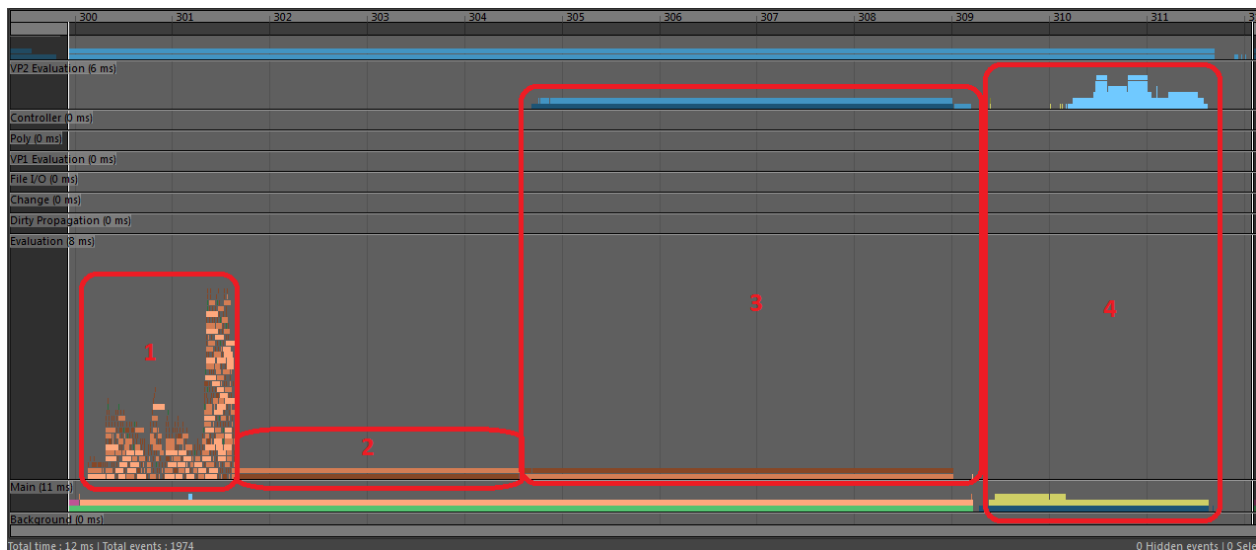 300 301 302 303 304 305 306 307 308 309 310 311
VP2 Evaluation (6 ms)
Controller (0 ms)
Poly (0 ms)
VP1 Evaluation (0 ms)
File I/O (0 ms)
Change (0 ms)
Dirty Propagation (0 ms)
Evaluation (8 ms)
1
2
3
4
Main (11 ms)
Background (0 ms)
Total time : 12 ms | Total events : 1974
0 Hidden events | 0 Sele